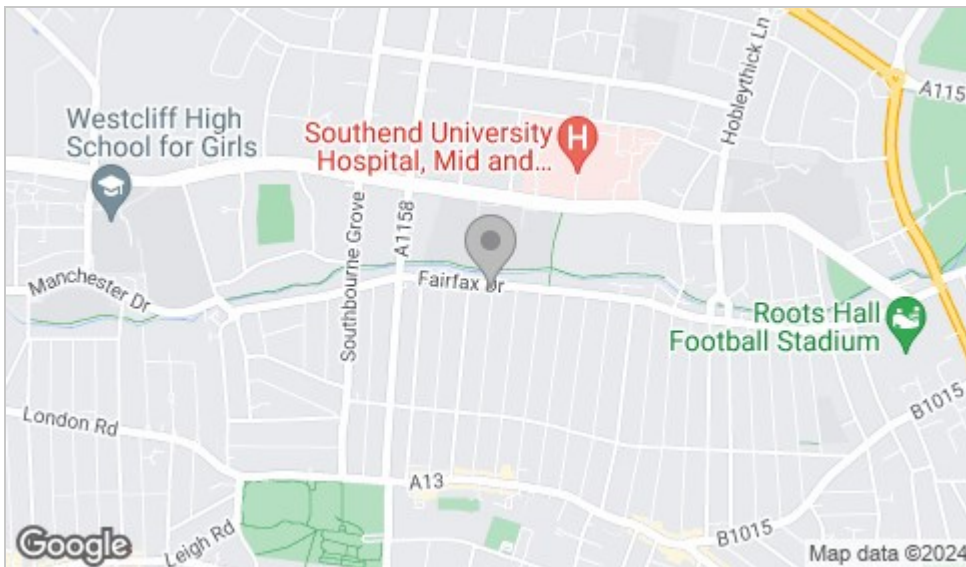 Hobleythick Ln
A115
Westcliff High
School for Girls
Southend University
Hospital, Mid and...
H
Southbourne Grove
A1158
Manchester Dr
Fairfax Dr
Roots Hall
Football Stadium
London Rd
B1015
A13
Leigh Rd
B1015
Google
Map data ©2024